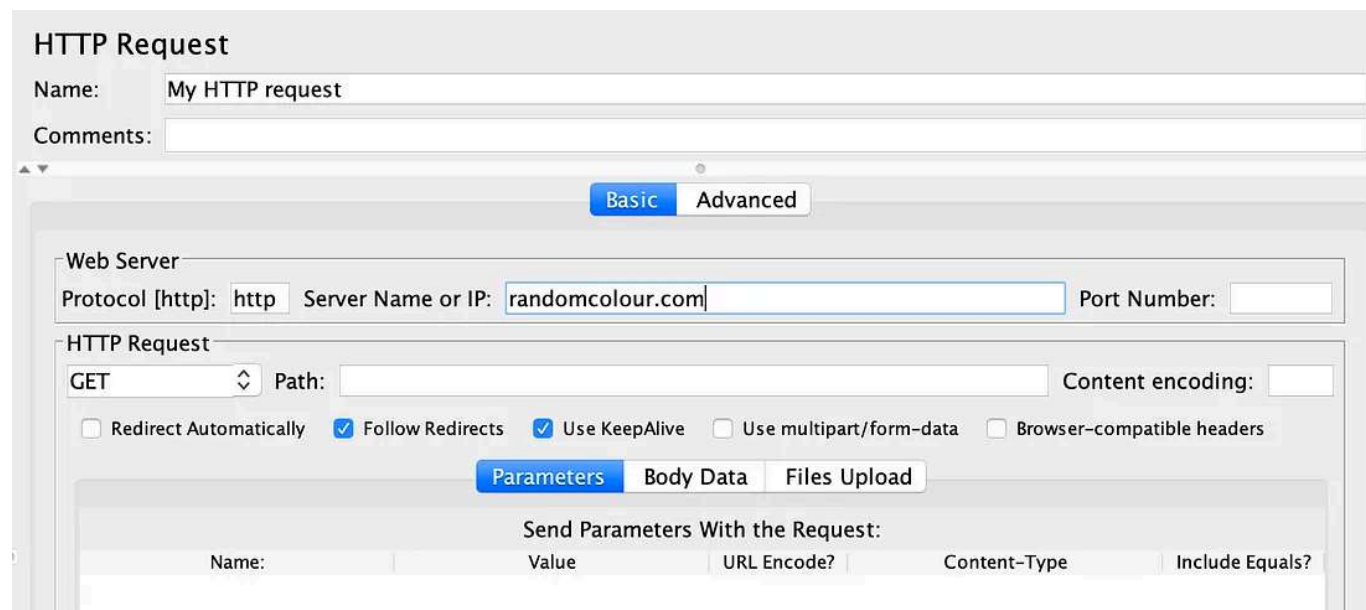 HTTP Request
Name: My HTTP request
Comments:
Basic Advanced
Web Server
Protocol [http]: http Server Name or IP: randomcolour.com Port Number:
HTTP Request
GET Path: Content encoding:
Redirect Automatically Follow Redirects Use KeepAlive Use multipart/form-data Browser-compatible headers
Parameters Body Data Files Upload
Send Parameters With the Request:
Name: Value URL Encode? Content-Type Include Equals?